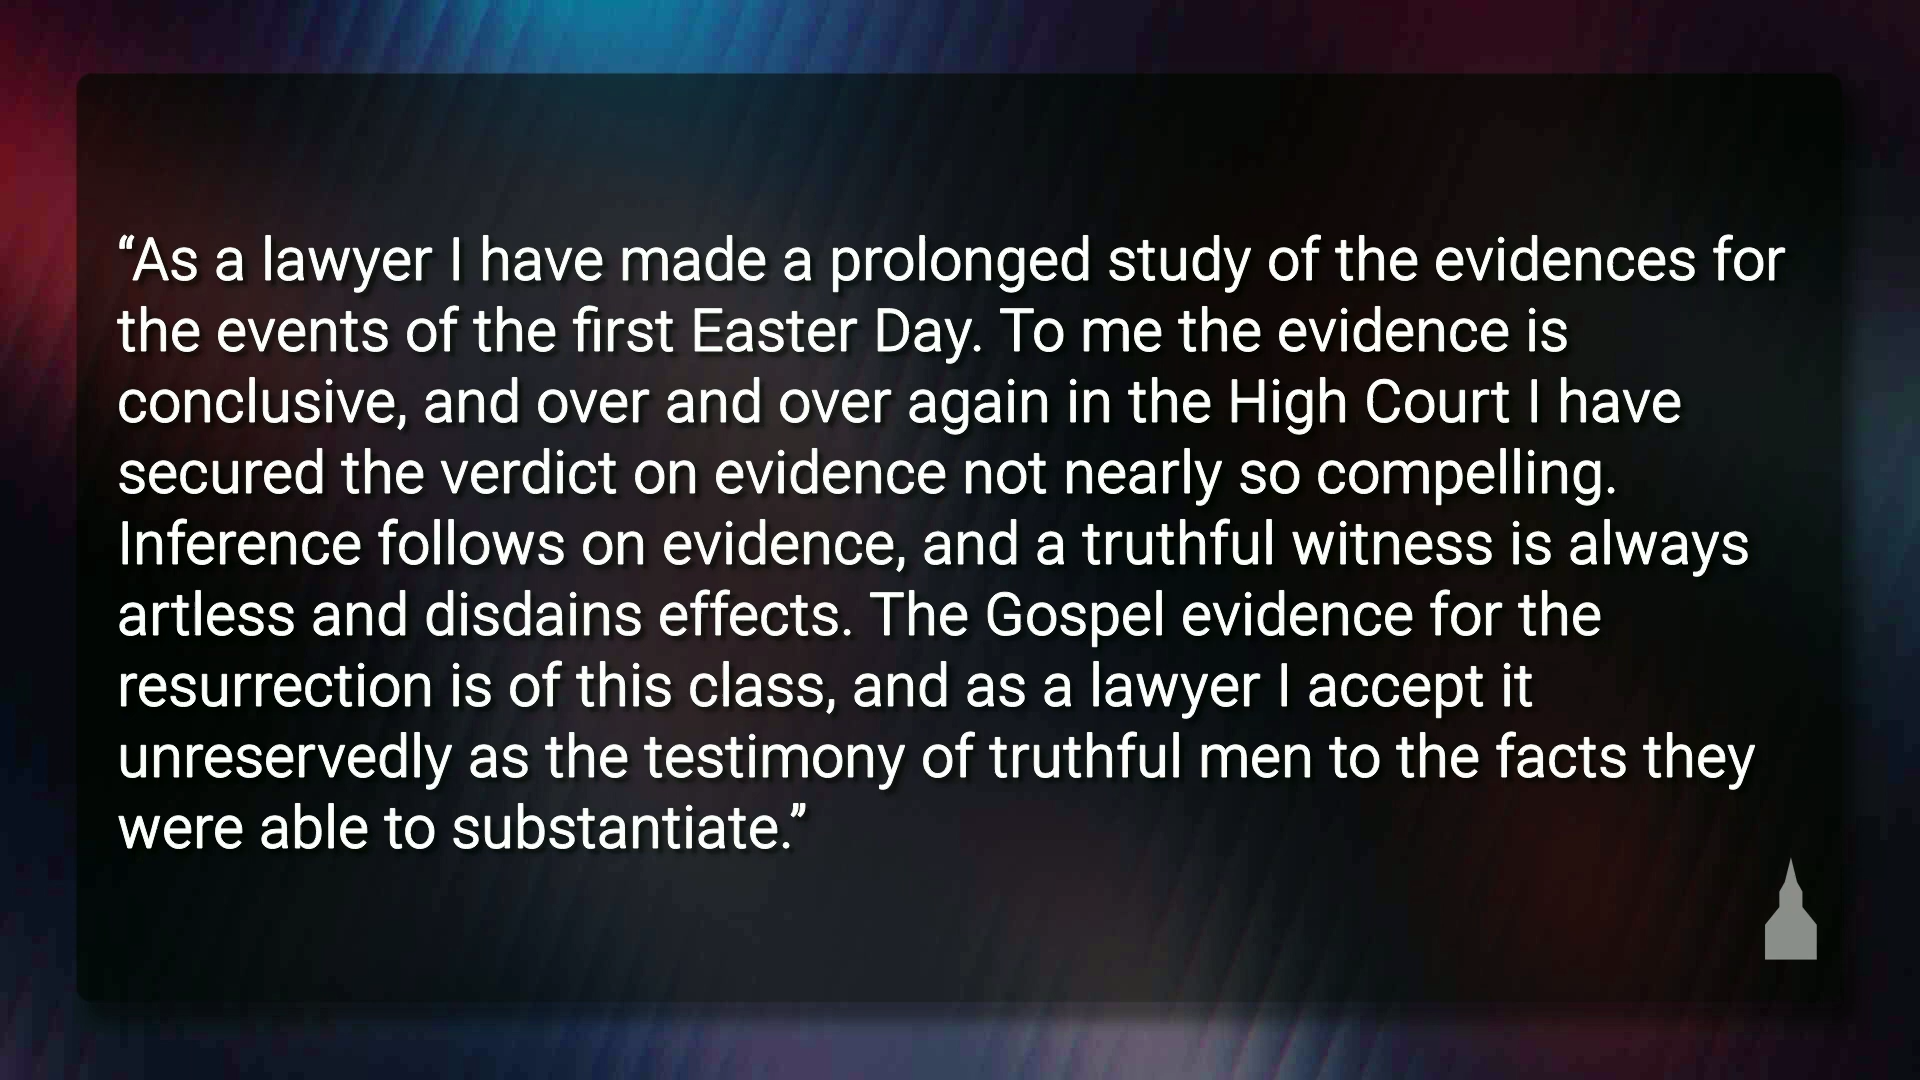 “As a lawyer I have made a prolonged study of the evidences for
the events of the first Easter Day. To me the evidence is
conclusive, and over and over again in the High Court I have
secured the verdict on evidence not nearly so compelling.
Inference follows on evidence, and a truthful witness is always
artless and disdains effects. The Gospel evidence for the
resurrection is of this class, and as a lawyer I accept it
unreservedly as the testimony of truthful men to the facts they
were able to substantiate.”